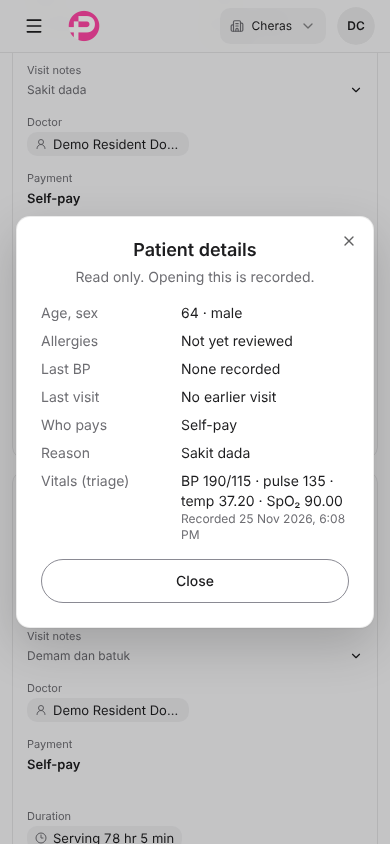 Cheras
DC
Visit notes
Sakit dada
Doctor
Demo Resident Do...
Payment
Self-pay
Patient details
Read only. Opening this is recorded.
Age, sex 64 · male
Allergies Not yet reviewed
Last BP None recorded
Last visit No earlier visit
Who pays Self-pay
Reason Sakit dada
Vitals (triage) BP 190/115 · pulse 135 ·
temp 37.20 · SpO₂ 90.00
Recorded 25 Nov 2026, 6:08
PM
Close
Visit notes
Demam dan batuk
Doctor
Demo Resident Do...
Payment
Self-pay
Duration
Serving 78 hr 5 min